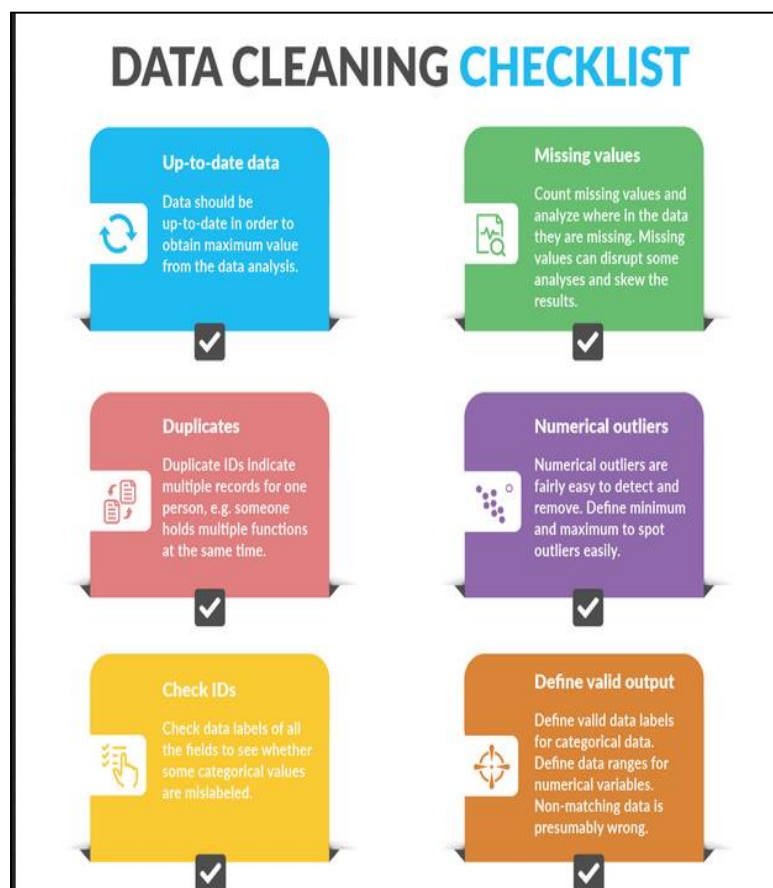 DATA CLEANING CHECKLIST
Up-to-date data
Data should be
up-to-date in order to
obtain maximum value
from the data analysis.
Missing values
Count missing values and
analyze where in the data
they are missing. Missing
values can disrupt some
analyses and skew the
results.
Duplicates
Duplicate IDs indicate
multiple records for one
person, e.g. someone
holds multiple functions
at the same time.
Numerical outliers
Numerical outliers are
fairly easy to detect and
remove. Define minimum
and maximum to spot
outliers easily.
Check IDs
Check data labels of all
the fields to see whether
some categorical values
are mislabeled.
Define valid output
Define valid data labels
for categorical data.
Define data ranges for
numerical variables.
Non-matching data is
presumably wrong.